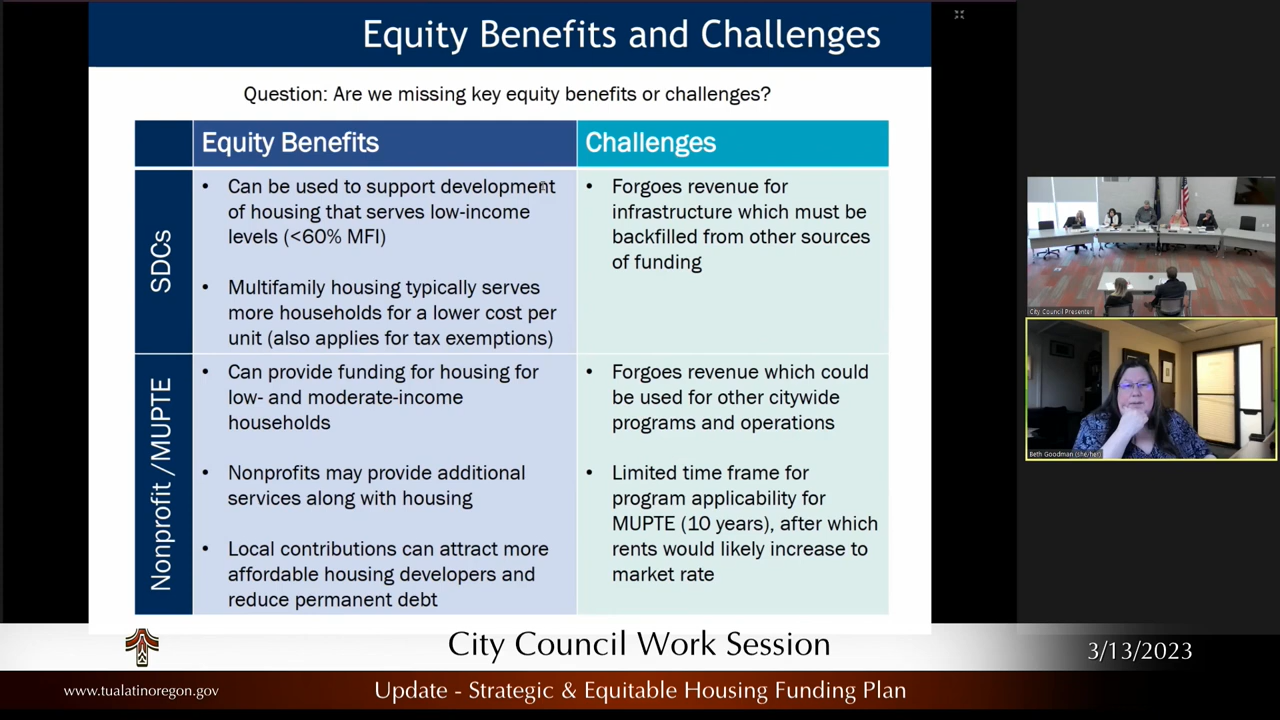 Equity Benefits and Challenges
Question: Are we missing key equity benefits or challenges?
Equity Benefits
Challenges
SDCs
• Can be used to support development
of housing that serves low-income
levels (<60% MFI)
• Multifamily housing typically serves
more households for a lower cost per
unit (also applies for tax exemptions)
• Forgoes revenue for
infrastructure which must be
backfilled from other sources
of funding
Nonprofit /MUPTE
• Can provide funding for housing for
low- and moderate-income
households
• Nonprofits may provide additional
services along with housing
• Local contributions can attract more
affordable housing developers and
reduce permanent debt
• Forgoes revenue which could
be used for other citywide
programs and operations
• Limited time frame for
program applicability for
MUPTE (10 years), after which
rents would likely increase to
market rate
City Council Presenter
Beth Goodman (she/her)
City Council Work Session
3/13/2023
www.tualatinoregon.gov
Update - Strategic & Equitable Housing Funding Plan